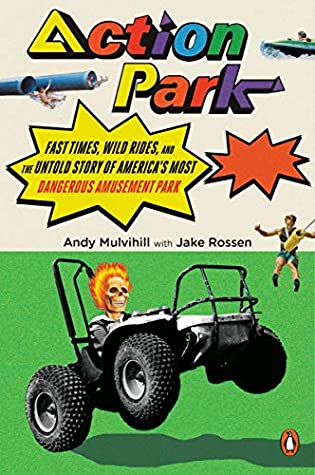 Action
Park
FAST TIMES, WILD RIDES, AND
THE UNTOLD STORY OF AMERICA'S MOST
DANGEROUS AMUSEMENT PARK
Andy Mulvihill with Jake Rossen